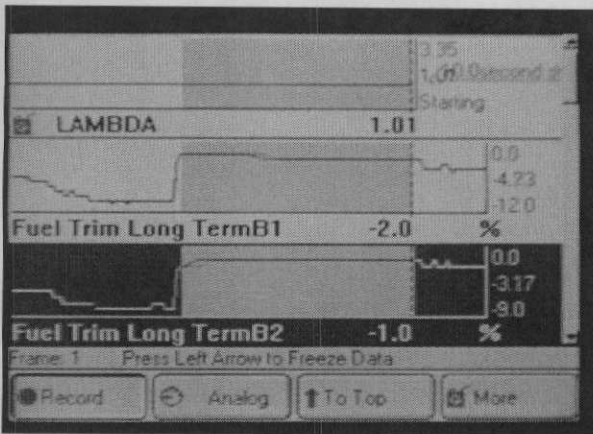 3.35
1.01 10.0second
Starting
LAMBDA 1.01
0.0
-4.23
-12.0
Fuel Trim Long TermB1 -2.0 %
0.0
-3.17
-9.0
Fuel Trim Long TermB2 -1.0 %
Frame: 1 Press Left Arrow to Freeze Data
Record Analog To Top More